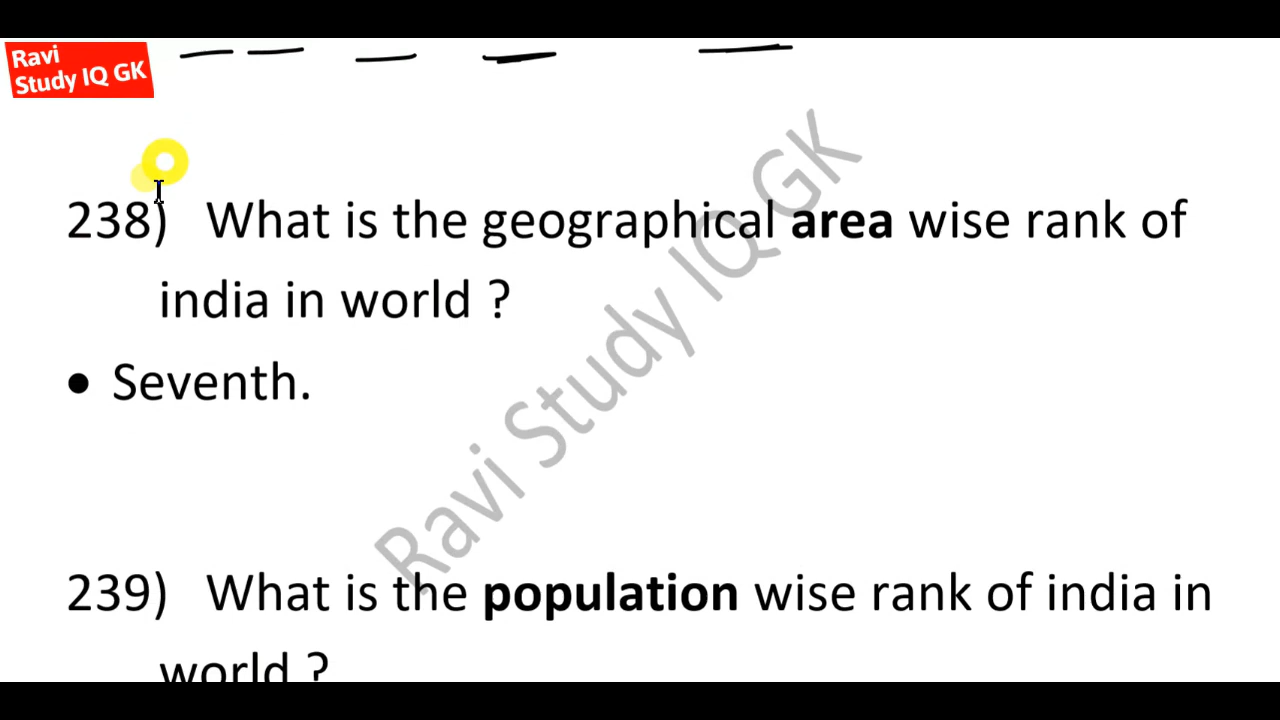 Ravi
Study IQ GK
238) What is the geographical area wise rank of
india in world ?
• Seventh.
Ravi Study IQ GK
239) What is the population wise rank of india in
world ?